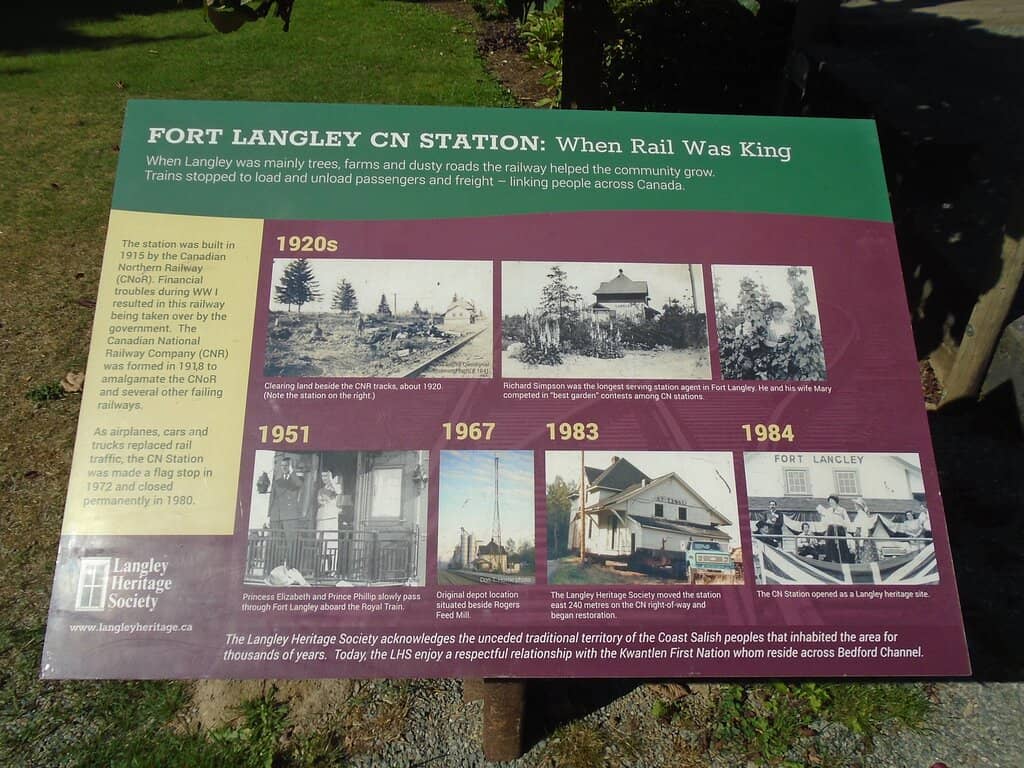 FORT LANGLEY CN STATION: When Rail Was King
When Langley was mainly trees, farms and dusty roads the railway helped the community grow.
Trains stopped to load and unload passengers and freight – linking people across Canada.
The station was built in
1915 by the Canadian
Northern Railway
(CNoR). Financial
troubles during WW I
resulted in this railway
being taken over by the
government. The
Canadian National
Railway Company (CNR)
was formed in 1918 to
amalgamate the CNoR
and several other failing
railways.
As airplanes, cars and
trucks replaced rail
traffic, the CN Station
was made a flag stop in
1972 and closed
permanently in 1980.
1920s
Clearing land beside the CNR tracks, about 1920.
(Note the station on the right.)
Richard Simpson was the longest serving station agent in Fort Langley. He and his wife Mary
competed in "best garden" contests among CN stations.
1951
Princess Elizabeth and Prince Phillip slowly pass
through Fort Langley aboard the Royal Train.
1967
Original depot location
situated beside Rogers
Feed Mill.
1983
The Langley Heritage Society moved the station
east 240 metres on the CN right-of-way and
began restoration.
1984
FORT LANGLEY
The CN Station opened as a Langley heritage site.
Langley
Heritage
Society
www.langleyheritage.ca
The Langley Heritage Society acknowledges the unceded traditional territory of the Coast Salish peoples that inhabited the area for
thousands of years. Today, the LHS enjoy a respectful relationship with the Kwantlen First Nation whom reside across Bedford Channel.